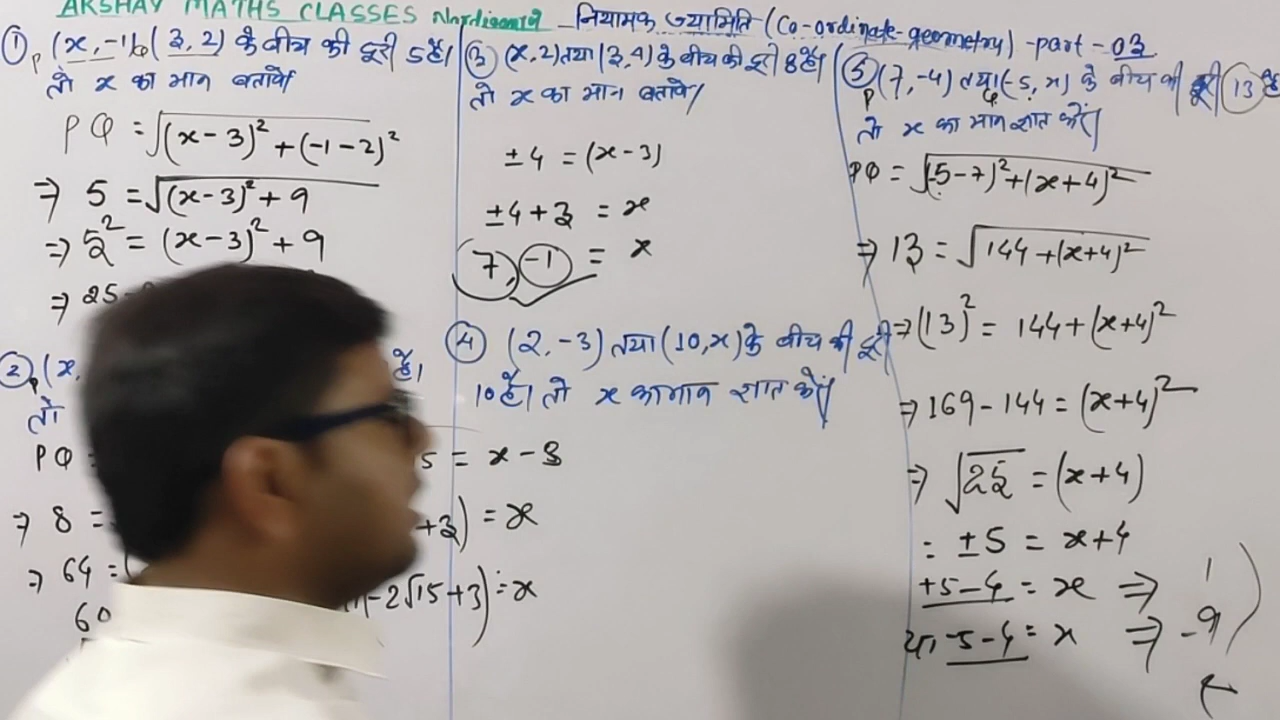 AKSHAY MATHS CLASSES
नियामक ज्यामिति (Co-ordinate-geometry) -part - 03
① P (x, -1) Q (3, 2) के बीच की दूरी 5 है।
तो x का मान बतावें
PQ = √(x-3)² + (-1-2)²
⇒ 5 = √(x-3)² + 9
⇒ 5² = (x-3)² + 9
⇒ 25
② P (x,
है।
तो
PQ =
5 = x - 3
⇒ 8 =
+3) = x
⇒ 64 = (
-2√15+3) = x
60
③ (x, 2) तथा (3, 4) के बीच की दूरी 8 है।
तो x का मान बतावें
±4 = (x-3)
±4 + 3 = x
7, -1 = x
④ (2, -3) तथा (10, x) के बीच की दूरी
10 है। तो x का मान ज्ञात करें।
⑤ P (7, -4) तथा Q (-5, x) के बीच की दूरी 13 है
तो x का मान ज्ञात करें।
PQ = √(-5-7)² + (x+4)²
⇒ 13 = √144 + (x+4)²
⇒ (13)² = 144 + (x+4)²
⇒ 169 - 144 = (x+4)²
⇒ √25 = (x+4)
= ±5 = x+4
+5-4 = x ⇒ 1
या -5-4 = x ⇒ -9